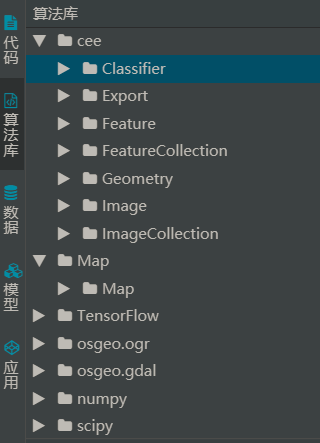 算法库
cee
Classifier
Export
Feature
FeatureCollection
Geometry
Image
ImageCollection
Map
Map
TensorFlow
osgeo.ogr
osgeo.gdal
numpy
scipy
代码
算法库
数据
模型
应用